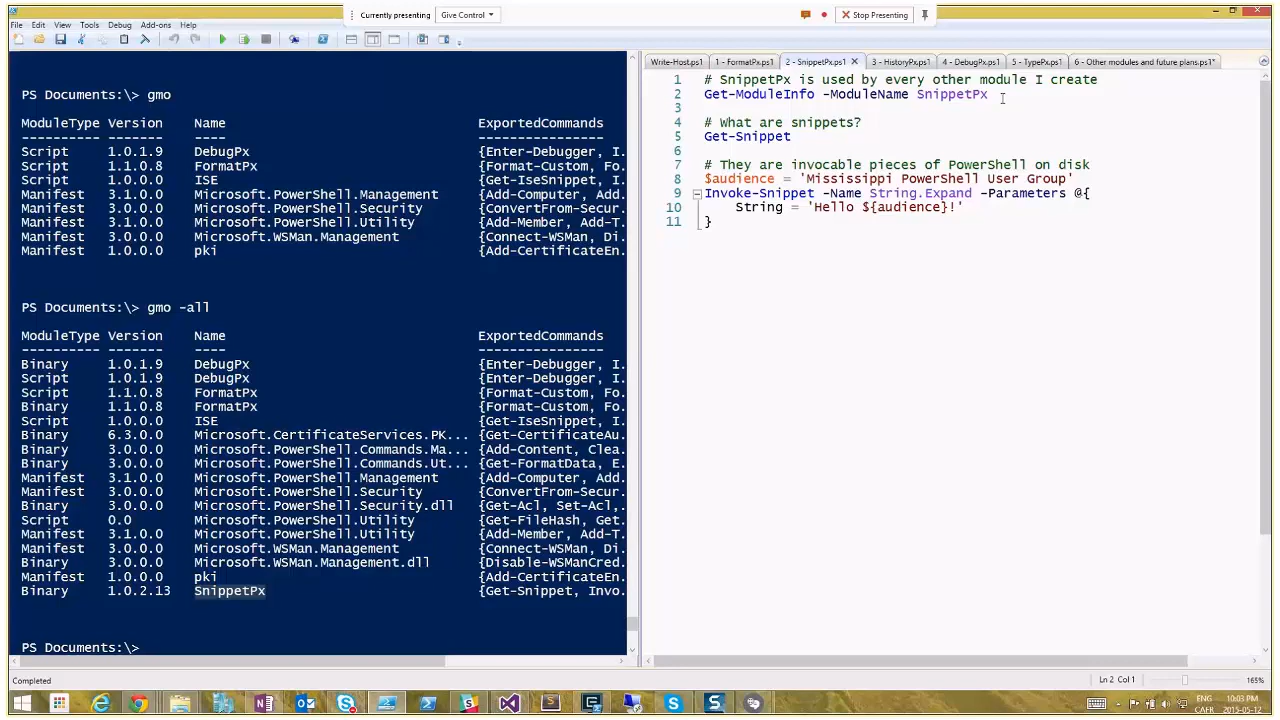 Currently presenting
Give Control
Stop Presenting
File Edit View Tools Debug Add-ons Help
PS Documents:\> gmo
ModuleType Version Name ExportedCommands
---------- ------- ---- ----------------
Script 1.0.1.9 DebugPx {Enter-Debugger, I.
Script 1.1.0.8 FormatPx {Format-Custom, Fo.
Script 1.0.0.0 ISE {Get-IseSnippet, I.
Manifest 3.1.0.0 Microsoft.PowerShell.Management {Add-Computer, Add.
Manifest 3.0.0.0 Microsoft.PowerShell.Security {ConvertFrom-Secur.
Manifest 3.1.0.0 Microsoft.PowerShell.Utility {Add-Member, Add-T.
Manifest 3.0.0.0 Microsoft.WSMan.Management {Connect-WSMan, Di.
Manifest 1.0.0.0 pki {Add-CertificateEn.
PS Documents:\> gmo -all
ModuleType Version Name ExportedCommands
---------- ------- ---- ----------------
Binary 1.0.1.9 DebugPx {Enter-Debugger, I.
Script 1.0.1.9 DebugPx {Enter-Debugger, I.
Script 1.1.0.8 FormatPx {Format-Custom, Fo.
Binary 1.1.0.8 FormatPx {Format-Custom, Fo.
Script 1.0.0.0 ISE {Get-IseSnippet, I.
Binary 6.3.0.0 Microsoft.CertificateServices.PK... {Get-CertificateAu.
Binary 3.0.0.0 Microsoft.PowerShell.Commands.Ma... {Add-Content, Clea.
Binary 3.0.0.0 Microsoft.PowerShell.Commands.Ut... {Get-FormatData, E.
Manifest 3.1.0.0 Microsoft.PowerShell.Management {Add-Computer, Add.
Manifest 3.0.0.0 Microsoft.PowerShell.Security {ConvertFrom-Secur.
Binary 3.0.0.0 Microsoft.PowerShell.Security.dll {Get-Acl, Set-Acl,.
Script 0.0 Microsoft.PowerShell.Utility {Get-FileHash, Get.
Manifest 3.1.0.0 Microsoft.PowerShell.Utility {Add-Member, Add-T.
Manifest 3.0.0.0 Microsoft.WSMan.Management {Connect-WSMan, Di.
Binary 3.0.0.0 Microsoft.WSMan.Management.dll {Disable-WSManCred.
Manifest 1.0.0.0 pki {Add-CertificateEn.
Binary 1.0.2.13 SnippetPx {Get-Snippet, Invo.
PS Documents:\>
Write-Host.ps1 1 - FormatPx.ps1 2 - SnippetPx.ps1 3 - HistoryPx.ps1 4 - DebugPx.ps1 5 - TypePx.ps1 6 - Other modules and future plans.ps1*
1 # SnippetPx is used by every other module I create
2 Get-ModuleInfo -ModuleName SnippetPx
3
4 # What are snippets?
5 Get-Snippet
6
7 # They are invocable pieces of PowerShell on disk
8 $audience = 'Mississippi PowerShell User Group'
9 Invoke-Snippet -Name String.Expand -Parameters @{
10 String = 'Hello ${audience}!'
11 }
Completed
Ln 2 Col 1
165%
ENG
CAFR
10:03 PM
2015-05-12